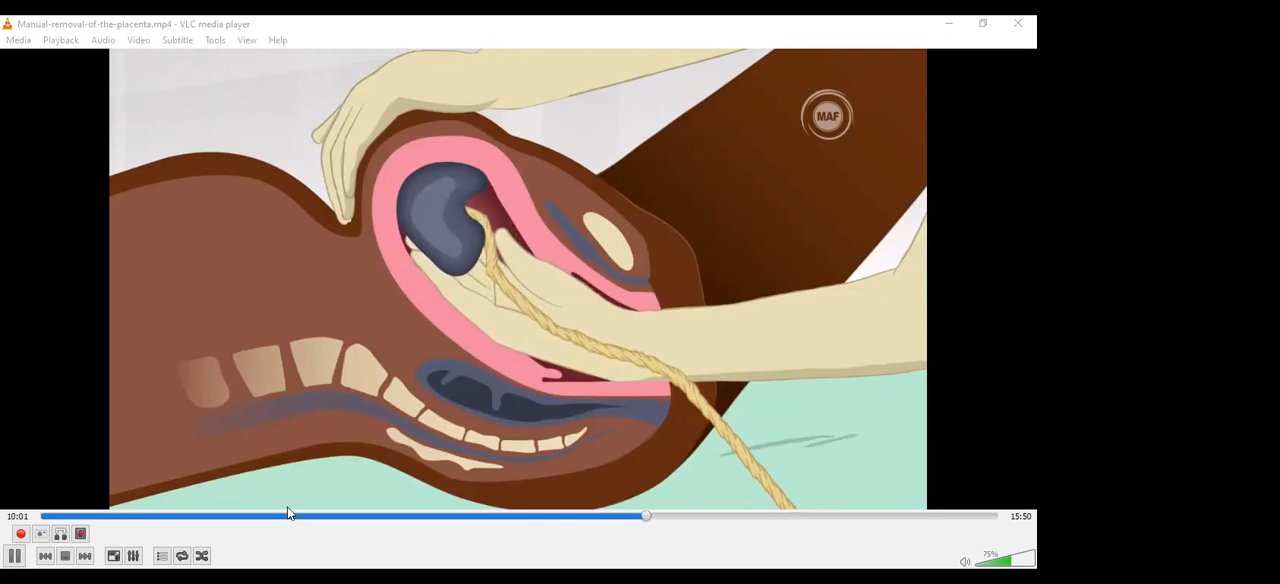 Manual-removal-of-the-placenta.mp4 - VLC media player
Media Playback Audio Video Subtitle Tools View Help
MAF
10:01 15:50
75%